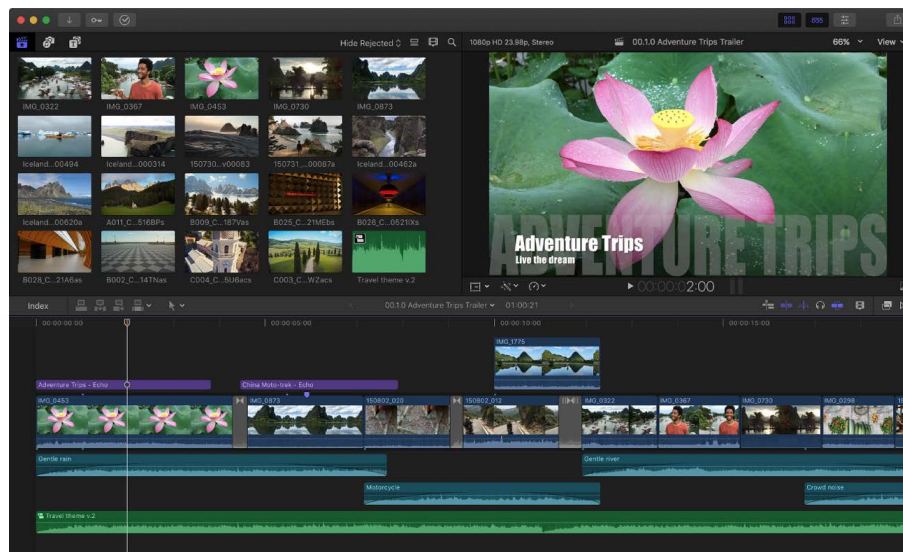 Hide Rejected
1080p HD 23.98p, Stereo
00.1.0 Adventure Trips Trailer
66%
View
IMG_0322
IMG_0367
IMG_0453
IMG_0730
IMG_0873
Iceland...00494
Iceland...000314
150730...v00083
150731_...00087a
Iceland...00462a
Iceland...00620a
A011_C...516BPs
B009_C...187Vas
B025_C...21MEbs
B028_C...0521IXs
B028_C...21A6as
B002_C...14TNas
C004_C...5U6acs
C003_C...WZacs
Travel theme v.2
ADVENTURE TRIPS
Adventure Trips
Live the dream
00:00:02:00
Index
00.1.0 Adventure Trips Trailer
01:00:21
00:00:00:00
00:00:05:00
00:00:10:00
00:00:15:00
IMG_1775
Adventure Trips - Echo
China Moto-trek - Echo
IMG_0453
IMG_0873
150802_020
150802_012
IMG_0322
IMG_0367
IMG_0730
IMG_0298
Gentle rain
Gentle river
Motorcycle
Crowd noise
Travel theme v.2